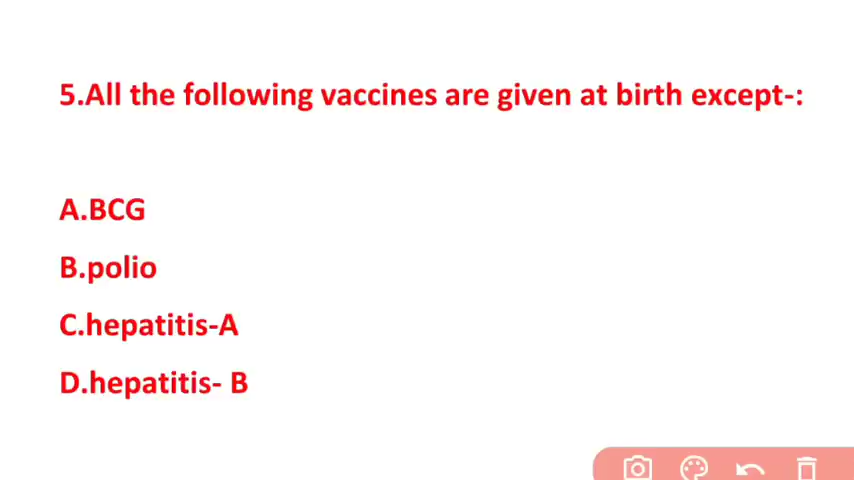 5.All the following vaccines are given at birth except-:
A.BCG
B.polio
C.hepatitis-A
D.hepatitis- B